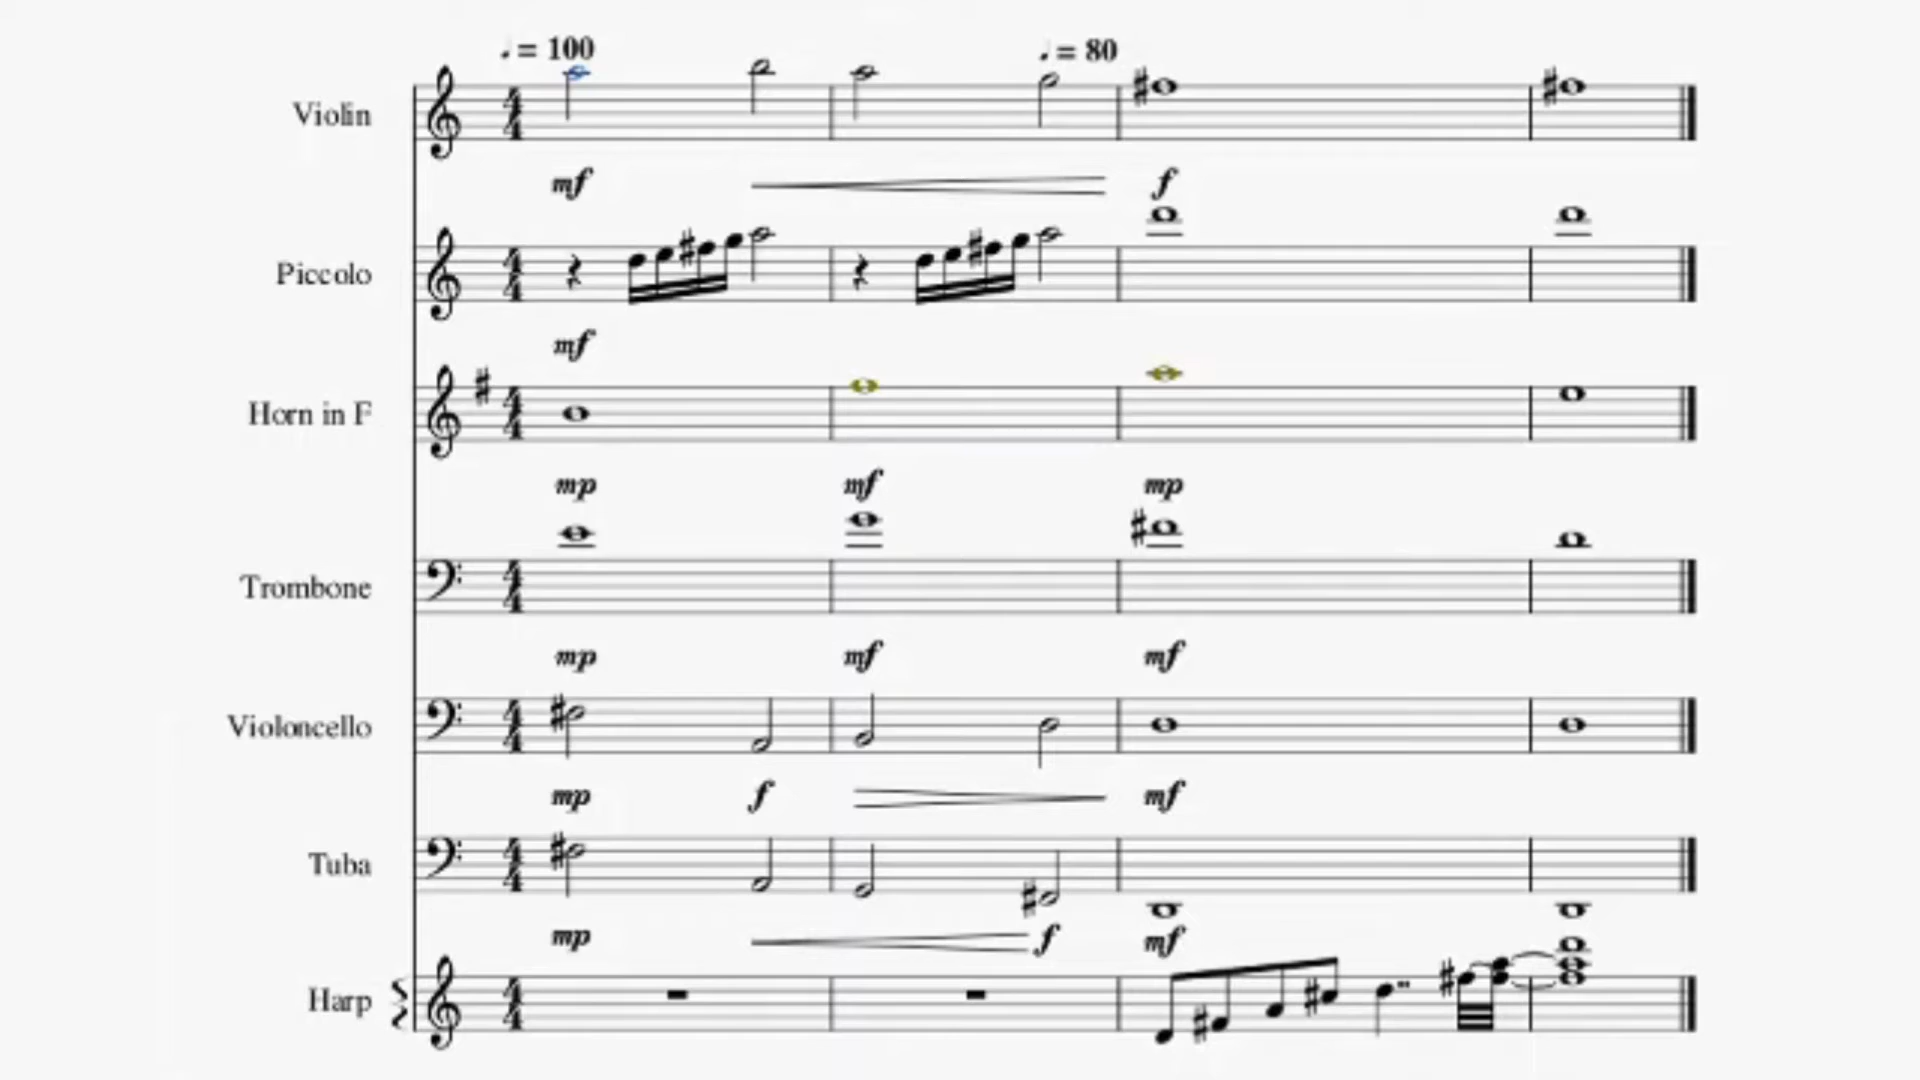 ♩ = 100
♩ = 80
Violin
mf
f
Piccolo
mf
Horn in F
mp mf mp
Trombone
mp mf mf
Violoncello
mp f mf
Tuba
mp f mf
Harp